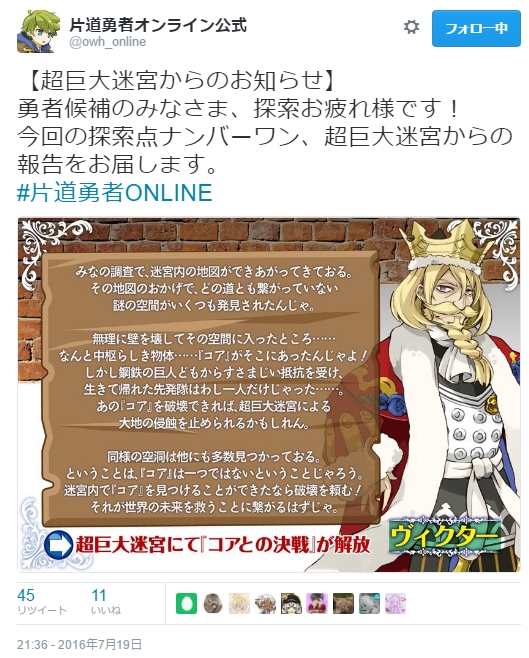 片道勇者オンライン公式
@owh_online
フォロー中
【超巨大迷宮からのお知らせ】
勇者候補のみなさま、探索お疲れ様です！
今回の探索点ナンバーワン、超巨大迷宮からの
報告をお届します。
#片道勇者ONLINE
みなの調査で、迷宮内の地図ができあがってきておる。
その地図のおかげで、どの道とも繋がっていない
謎の空間がいくつも発見されたんじゃ。
無理に壁を壊してその空間に入ったところ……
なんと中枢らしき物体……『コア』がそこにあったんじゃよ！
しかし鋼鉄の巨人どもからすさまじい抵抗を受け、
生きて帰れた先発隊はわし一人だけじゃった……。
あの『コア』を破壊できれば、超巨大迷宮による
大地の侵蝕を止められるかもしれん。
同様の空洞は他にも多数見つかっておる。
ということは、『コア』は一つではないということじゃろう。
迷宮内で『コア』を見つけることができたなら破壊を頼む！
それが世界の未来を救うことに繋がるはずじゃ。
超巨大迷宮にて『コアとの決戦』が解放
ヴィクター
45
11
リツイート
いいね
21:36 - 2016年7月19日